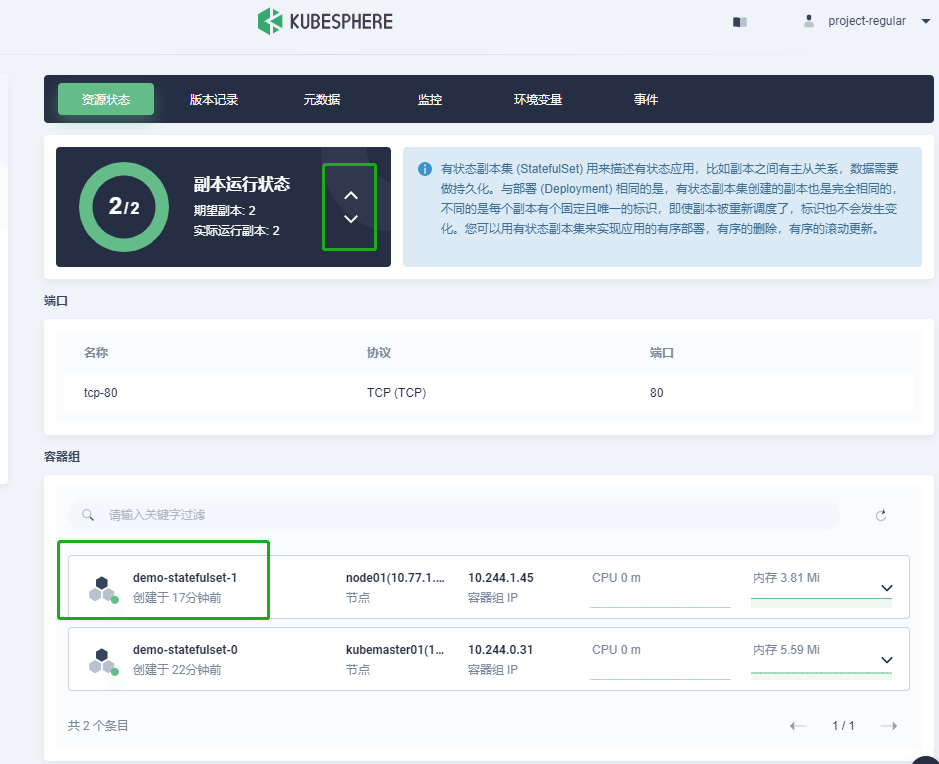 KUBESPHERE
project-regular
资源状态 版本记录 元数据 监控 环境变量 事件
2/2
副本运行状态
期望副本: 2
实际运行副本: 2
有状态副本集 (StatefulSet) 用来描述有状态应用，比如副本之间有主从关系，数据需要
做持久化。与部署 (Deployment) 相同的是，有状态副本集创建的副本也是完全相同的，
不同的是每个副本有个固定且唯一的标识，即使副本被重新调度了，标识也不会发生变
化。您可以用有状态副本集来实现应用的有序部署，有序的删除，有序的滚动更新。
端口
名称 协议 端口
tcp-80 TCP (TCP) 80
容器组
请输入关键字过滤
demo-statefulset-1 node01(10.77.1.... 10.244.1.45 CPU 0 m 内存 3.81 Mi
创建于 17分钟前 节点 容器组 IP
demo-statefulset-0 kubemaster01(1... 10.244.0.31 CPU 0 m 内存 5.59 Mi
创建于 22分钟前 节点 容器组 IP
共 2 个条目 1 / 1